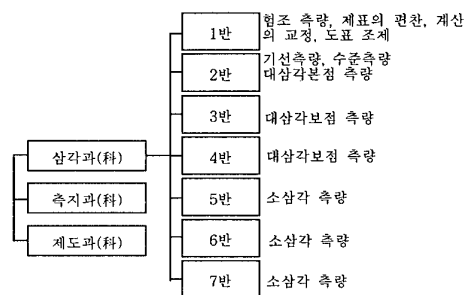 1반
험조 측량, 제표의 편찬, 계산
의 교정, 도표 조제
2반
기선측량, 수준측량
대삼각본점 측량
3반
대삼각보점 측량
삼각과(科)
4반
대삼각보점 측량
측지과(科)
5반
소삼각 측량
제도과(科)
6반
소삼각 측량
7반
소삼각 측량